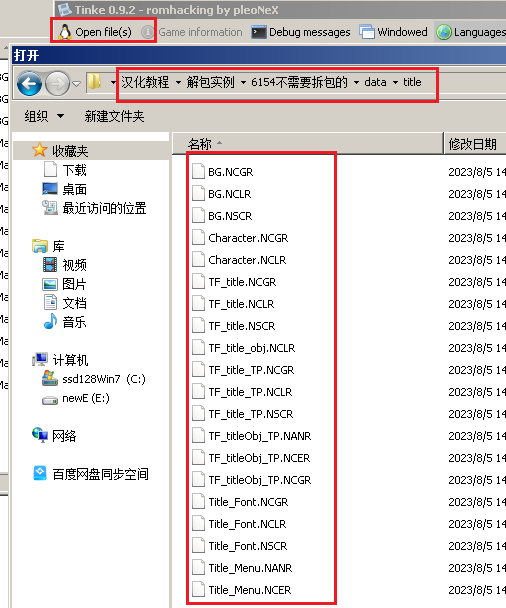 Tinke 0.9.2 - romhacking by pleoNeX
Open file(s) Game information Debug messages Windowed Languages
打开
汉化教程 解包实例 6154不需要拆包的 data title
组织 新建文件夹
收藏夹
下载
桌面
最近访问的位置
库
视频
图片
文档
音乐
计算机
ssd128Win7 (C:)
newE (E:)
网络
百度网盘同步空间
名称 修改日期
BG.NCGR 2023/8/5 14
BG.NCLR 2023/8/5 14
BG.NSCR 2023/8/5 14
Character.NCGR 2023/8/5 14
Character.NCLR 2023/8/5 14
TF_title.NCGR 2023/8/5 14
TF_title.NCLR 2023/8/5 14
TF_title.NSCR 2023/8/5 14
TF_title_obj.NCLR 2023/8/5 14
TF_title_TP.NCGR 2023/8/5 14
TF_title_TP.NCLR 2023/8/5 14
TF_title_TP.NSCR 2023/8/5 14
TF_titleObj_TP.NANR 2023/8/5 14
TF_titleObj_TP.NCER 2023/8/5 14
TF_titleObj_TP.NCGR 2023/8/5 14
Title_Font.NCGR 2023/8/5 14
Title_Font.NCLR 2023/8/5 14
Title_Font.NSCR 2023/8/5 14
Title_Menu.NANR 2023/8/5 14
Title_Menu.NCER 2023/8/5 14